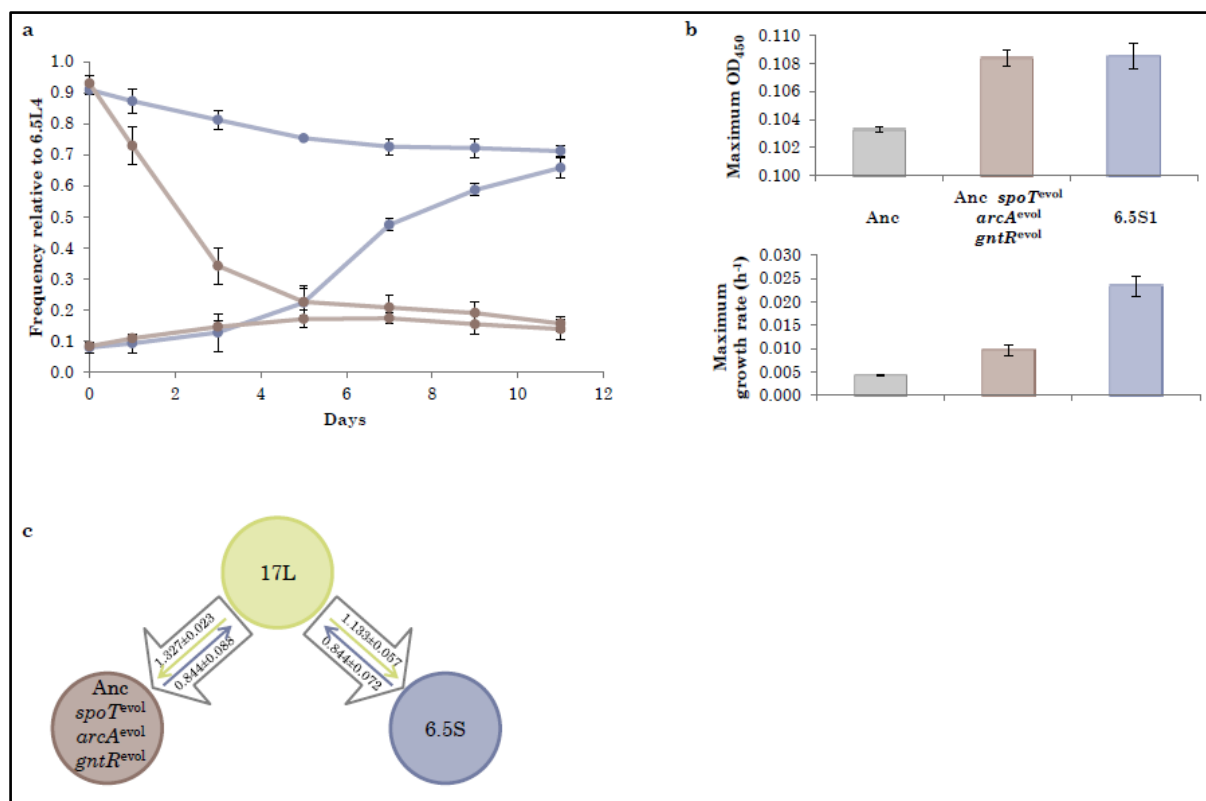 a
Frequency relative to 6.5L4
1.0
0.9
0.8
0.7
0.6
0.5
0.4
0.3
0.2
0.1
0.0
0 2 4 6 8 10 12
Days
b
Maximum OD450
0.110
0.108
0.106
0.104
0.102
0.100
Anc
Anc spoTevol
arcAevol
gntRevol
6.5S1
Maximum
growth rate (h-1)
0.030
0.025
0.020
0.015
0.010
0.005
0.000
c
17L
1.327±0.023
0.844±0.088
1.133±0.057
0.844±0.072
Anc
spoTevol
arcAevol
gntRevol
6.5S